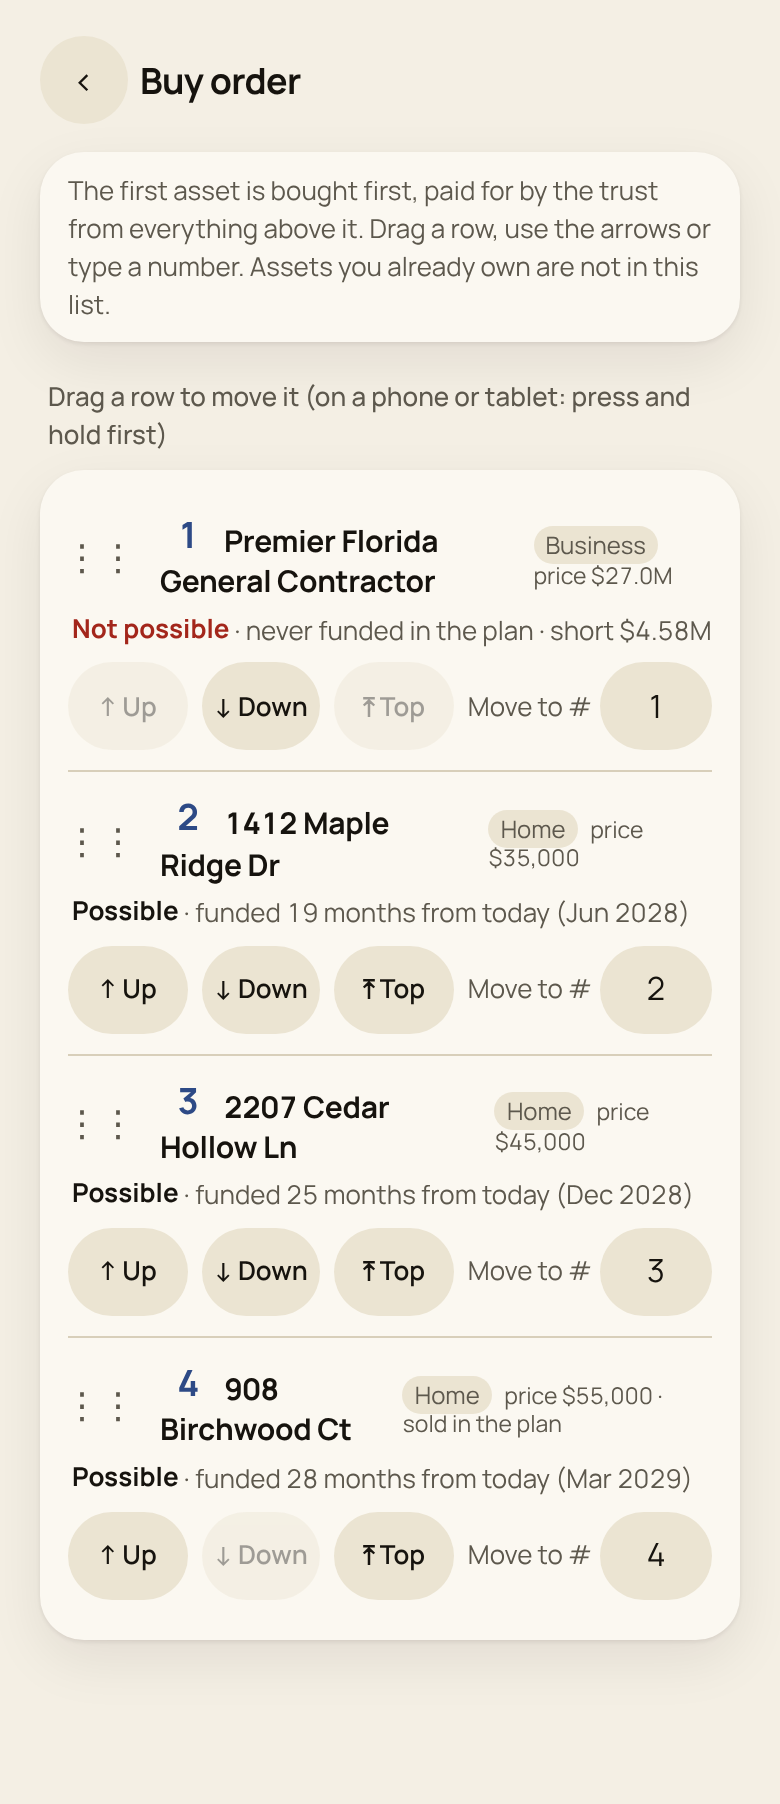 Buy order
The first asset is bought first, paid for by the trust
from everything above it. Drag a row, use the arrows or
type a number. Assets you already own are not in this
list.
Drag a row to move it (on a phone or tablet: press and
hold first)
1 Premier Florida
General Contractor
Business
price $27.0M
Not possible · never funded in the plan · short $4.58M
↑ Up ↓ Down ⤒ Top Move to # 1
2 1412 Maple
Ridge Dr
Home price
$35,000
Possible · funded 19 months from today (Jun 2028)
↑ Up ↓ Down ⤒ Top Move to # 2
3 2207 Cedar
Hollow Ln
Home price
$45,000
Possible · funded 25 months from today (Dec 2028)
↑ Up ↓ Down ⤒ Top Move to # 3
4 908
Birchwood Ct
Home price $55,000 ·
sold in the plan
Possible · funded 28 months from today (Mar 2029)
↑ Up ↓ Down ⤒ Top Move to # 4